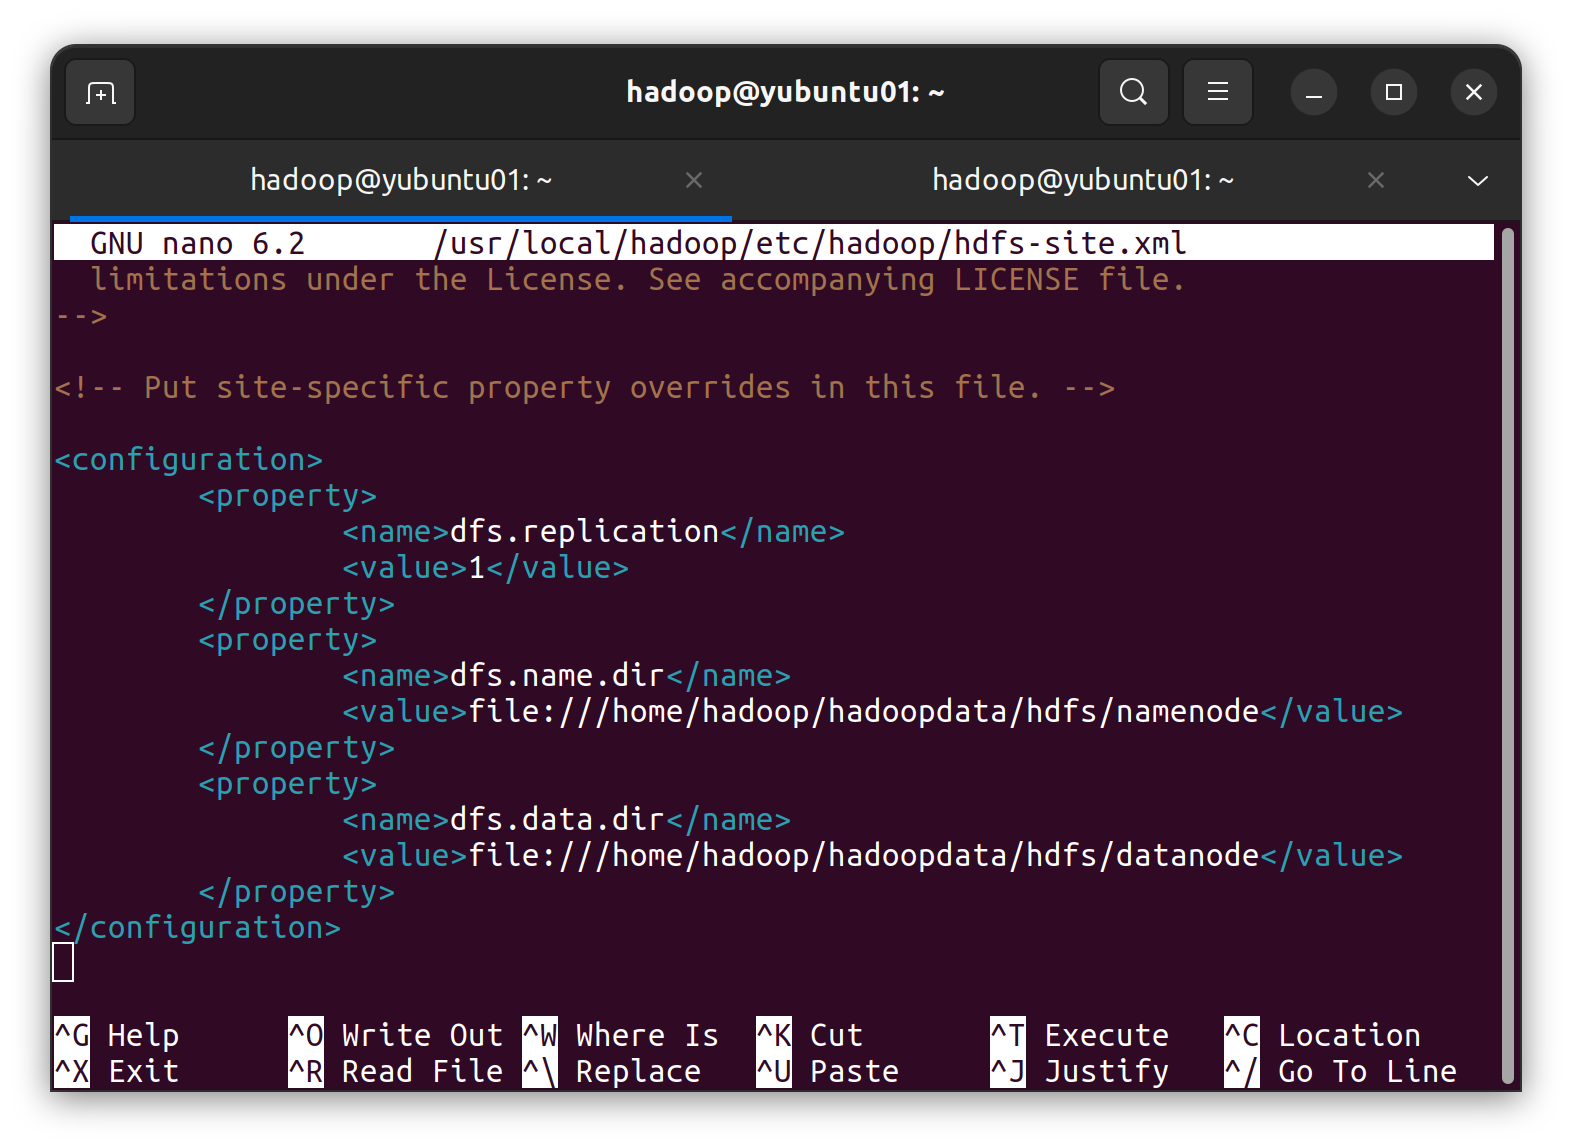 hadoop@yubuntu01: ~
hadoop@yubuntu01: ~ hadoop@yubuntu01: ~
GNU nano 6.2 /usr/local/hadoop/etc/hadoop/hdfs-site.xml
limitations under the License. See accompanying LICENSE file.
-->
<!-- Put site-specific property overrides in this file. -->
<configuration>
<property>
<name>dfs.replication</name>
<value>1</value>
</property>
<property>
<name>dfs.name.dir</name>
<value>file:///home/hadoop/hadoopdata/hdfs/namenode</value>
</property>
<property>
<name>dfs.data.dir</name>
<value>file:///home/hadoop/hadoopdata/hdfs/datanode</value>
</property>
</configuration>
^G Help ^O Write Out ^W Where Is ^K Cut ^T Execute ^C Location
^X Exit ^R Read File ^\ Replace ^U Paste ^J Justify ^/ Go To Line